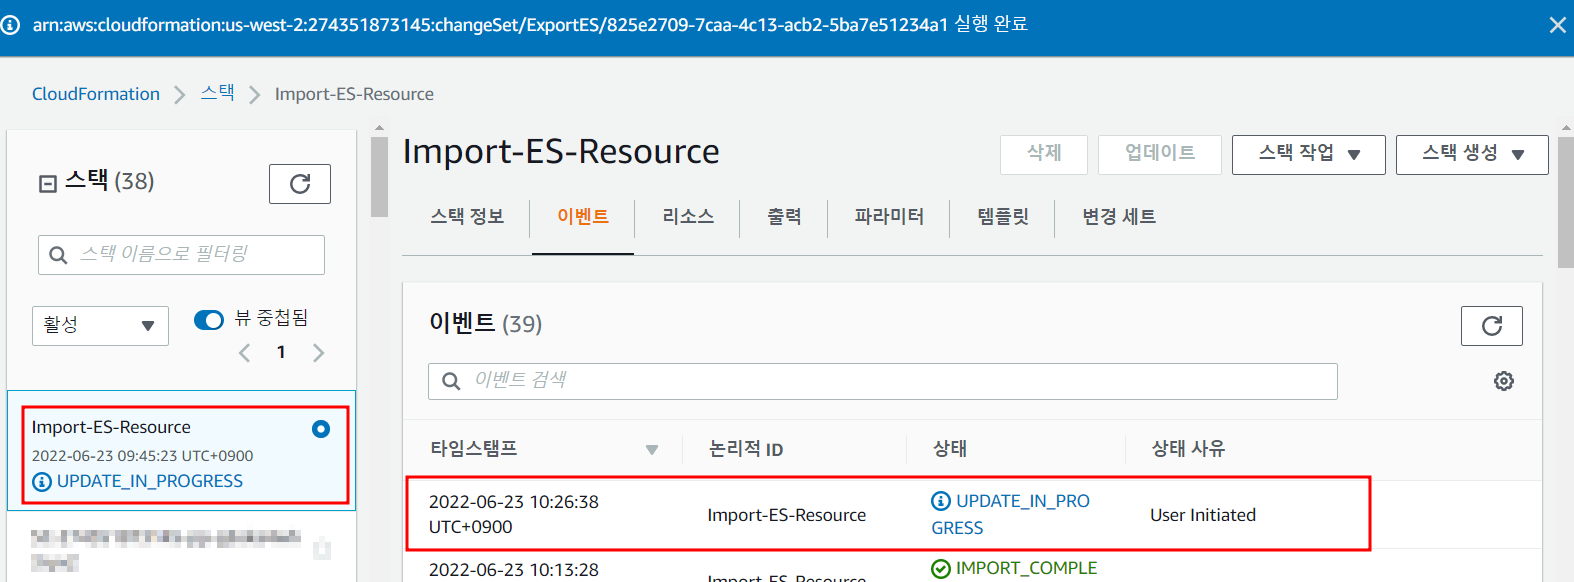 arn:aws:cloudformation:us-west-2:274351873145:changeSet/ExportES/825e2709-7caa-4c13-acb2-5ba7e51234a1 실행 완료
CloudFormation > 스택 > Import-ES-Resource
스택 (38)
스택 이름으로 필터링
활성
뷰 중첩됨
1
Import-ES-Resource
2022-06-23 09:45:23 UTC+0900
UPDATE_IN_PROGRESS
Import-ES-Resource
삭제 업데이트 스택 작업 스택 생성
스택 정보 이벤트 리소스 출력 파라미터 템플릿 변경 세트
이벤트 (39)
이벤트 검색
타임스탬프 논리적 ID 상태 상태 사유
2022-06-23 10:26:38
UTC+0900
Import-ES-Resource
UPDATE_IN_PRO
GRESS
User Initiated
2022-06-23 10:13:28
Import-ES-Resource
IMPORT_COMPLE